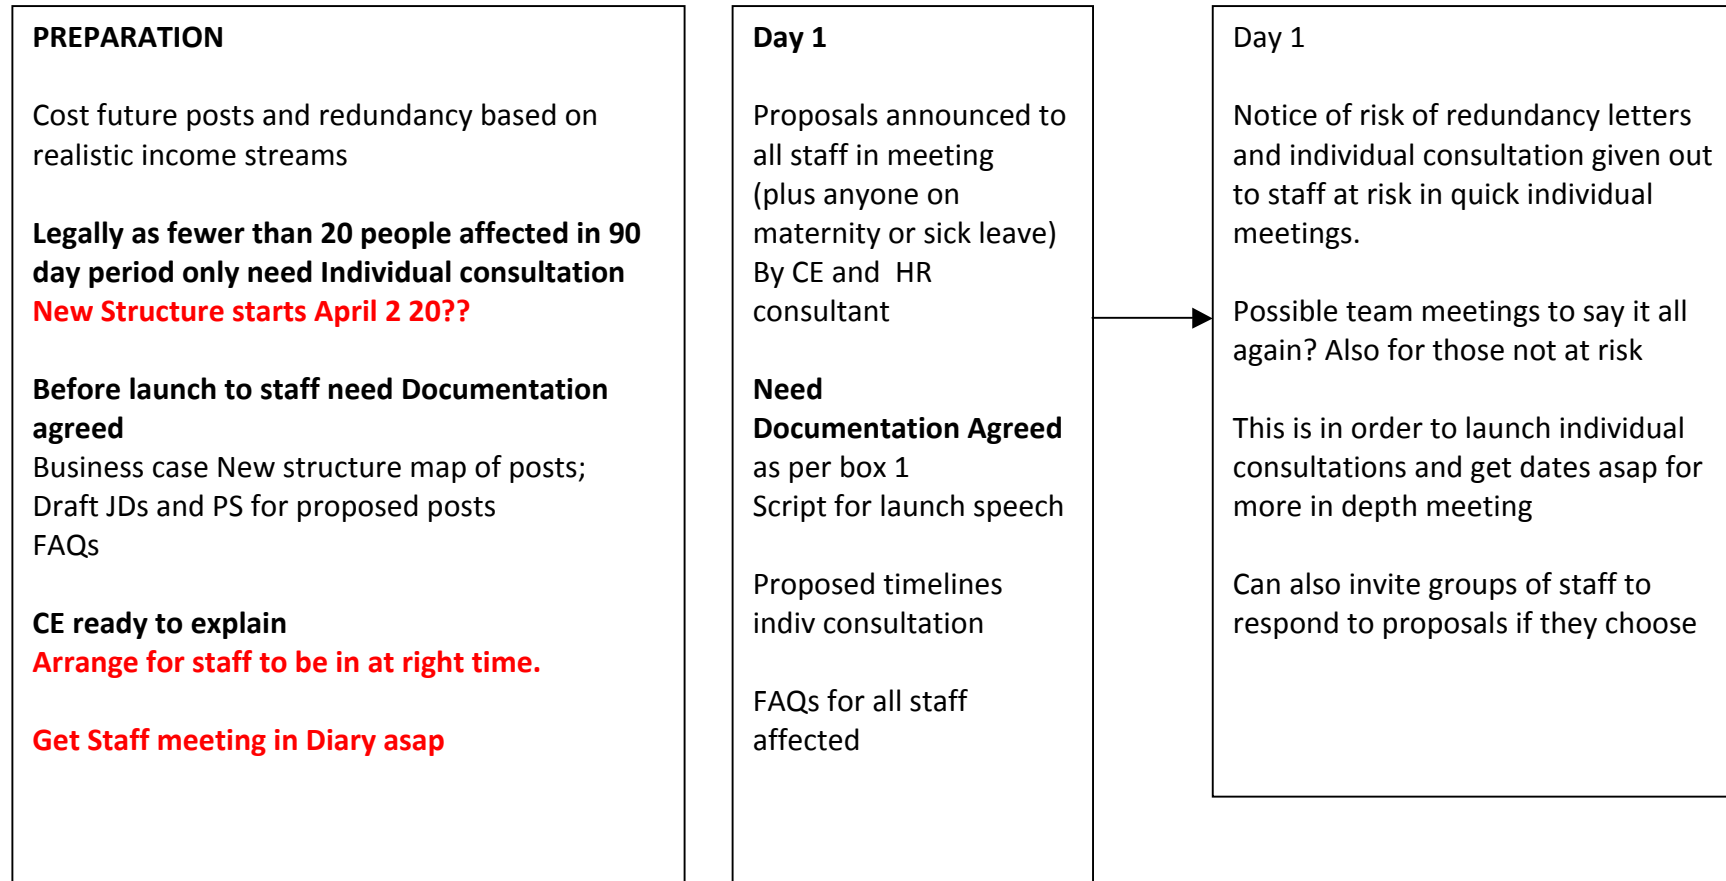 PREPARATION
Cost future posts and redundancy based on
realistic income streams
Legally as fewer than 20 people affected in 90
day period only need Individual consultation
New Structure starts April 2 20??
Before launch to staff need Documentation
agreed
Business case New structure map of posts;
Draft JDs and PS for proposed posts
FAQs
CE ready to explain
Arrange for staff to be in at right time.
Get Staff meeting in Diary asap
Day 1
Proposals announced to
all staff in meeting
(plus anyone on
maternity or sick leave)
By CE and  HR
consultant
Need
Documentation Agreed
as per box 1
Script for launch speech
Proposed timelines
indiv consultation
FAQs for all staff
affected
Day 1
Notice of risk of redundancy letters
and individual consultation given out
to staff at risk in quick individual
meetings.
Possible team meetings to say it all
again? Also for those not at risk
This is in order to launch individual
consultations and get dates asap for
more in depth meeting
Can also invite groups of staff to
respond to proposals if they choose